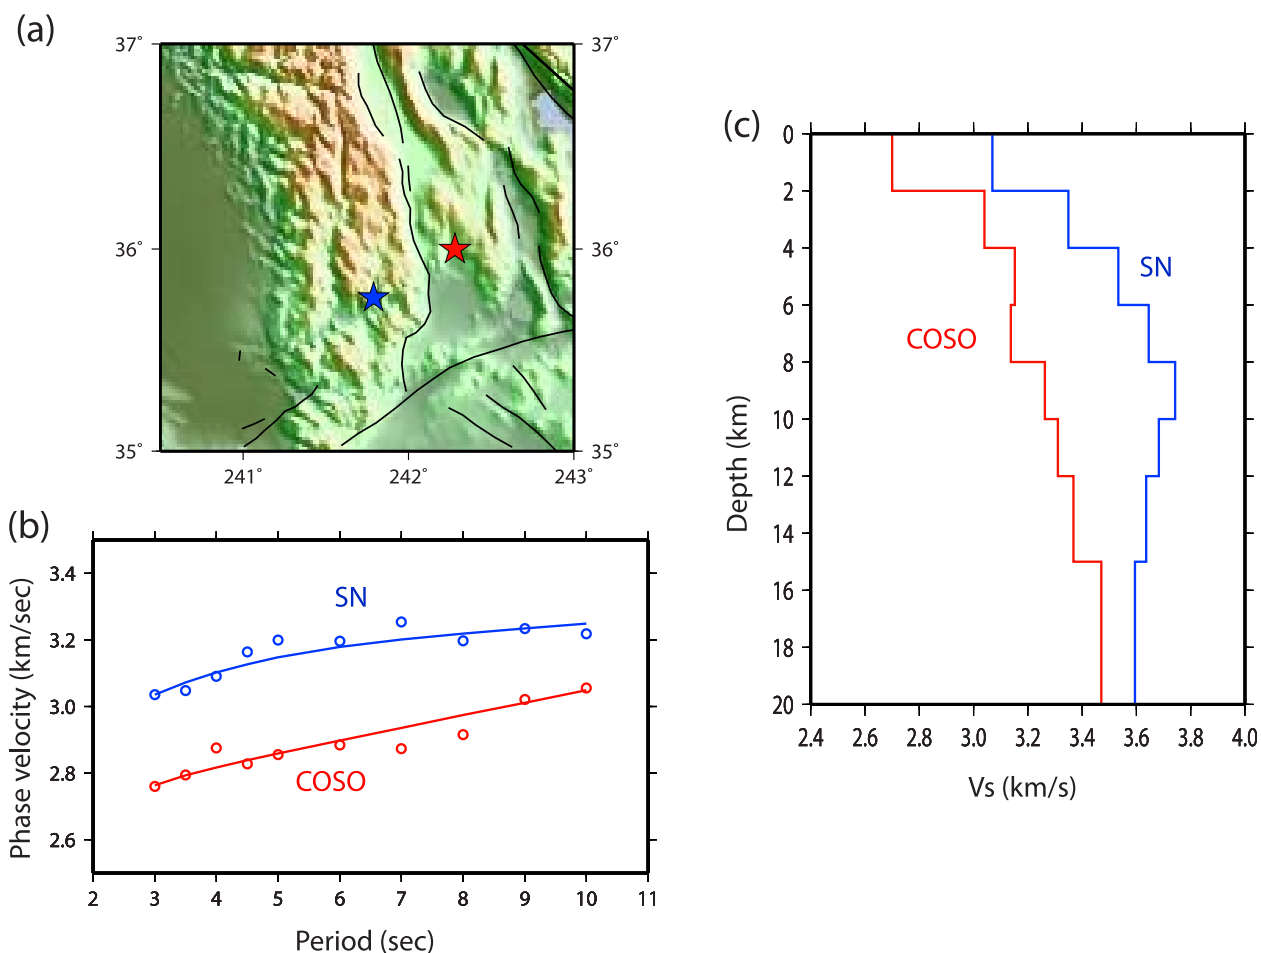 (a)
37° 37°
36° 36°
35° 35°
241° 242° 243°
(b)
Phase velocity (km/sec)
3.4
3.2
3.0
2.8
2.6
SN
COSO
2 3 4 5 6 7 8 9 10 11
Period (sec)
(c)
Depth (km)
0
2
4
6
8
10
12
14
16
18
20
SN
COSO
2.4 2.6 2.8 3.0 3.2 3.4 3.6 3.8 4.0
Vs (km/s)